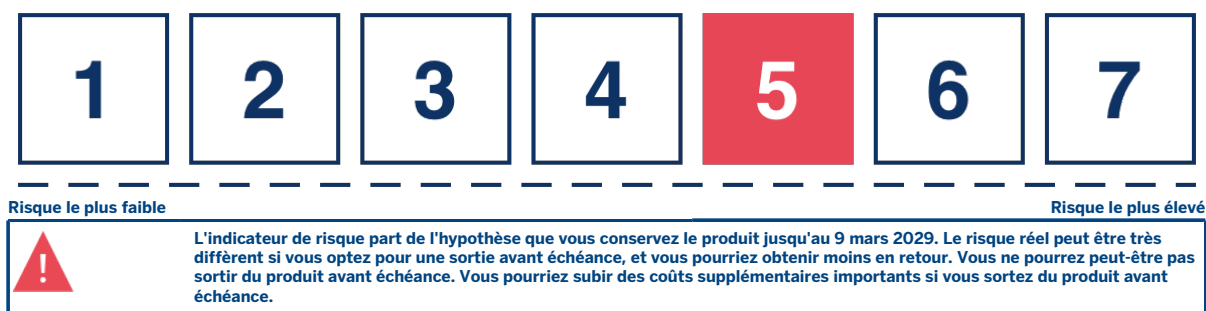 1 2 3 4 5 6 7
Risque le plus faible Risque le plus élevé
! L'indicateur de risque part de l'hypothèse que vous conservez le produit jusqu'au 9 mars 2029. Le risque réel peut être très
diffèrent si vous optez pour une sortie avant échéance, et vous pourriez obtenir moins en retour. Vous ne pourrez peut-être pas
sortir du produit avant échéance. Vous pourriez subir des coûts supplémentaires importants si vous sortez du produit avant
échéance.